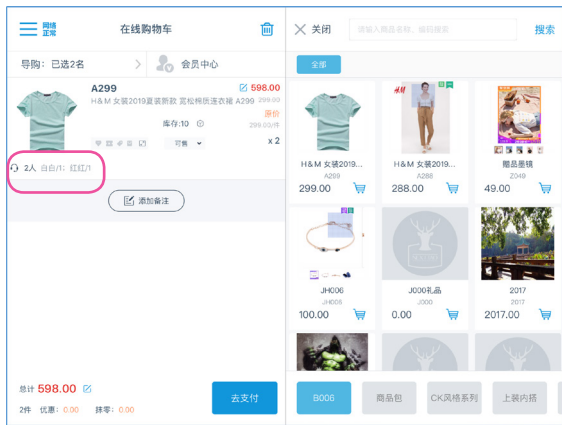 网络
正常
在线购物车
导购：已选2名
会员中心
A299
598.00
H&M 女装2019夏装新款 宽松棉质连衣裙 A299
299.00
原价
库存:10
299.00/件
可售
x 2
2人 白白/1; 红红/1
添加备注
总计 598.00
2件 优惠: 0.00 抹零: 0.00
去支付
关闭
请输入商品名称、编码搜索
搜索
全部
H&M 女装2019...
A299
299.00
H&M
H&M 女装2019...
A288
288.00
赠品墨镜
Z049
49.00
JH006
JH006
100.00
J000礼品
J000
0.00
2017
2017
2017.00
B006
商品包
CK风格系列
上装内搭